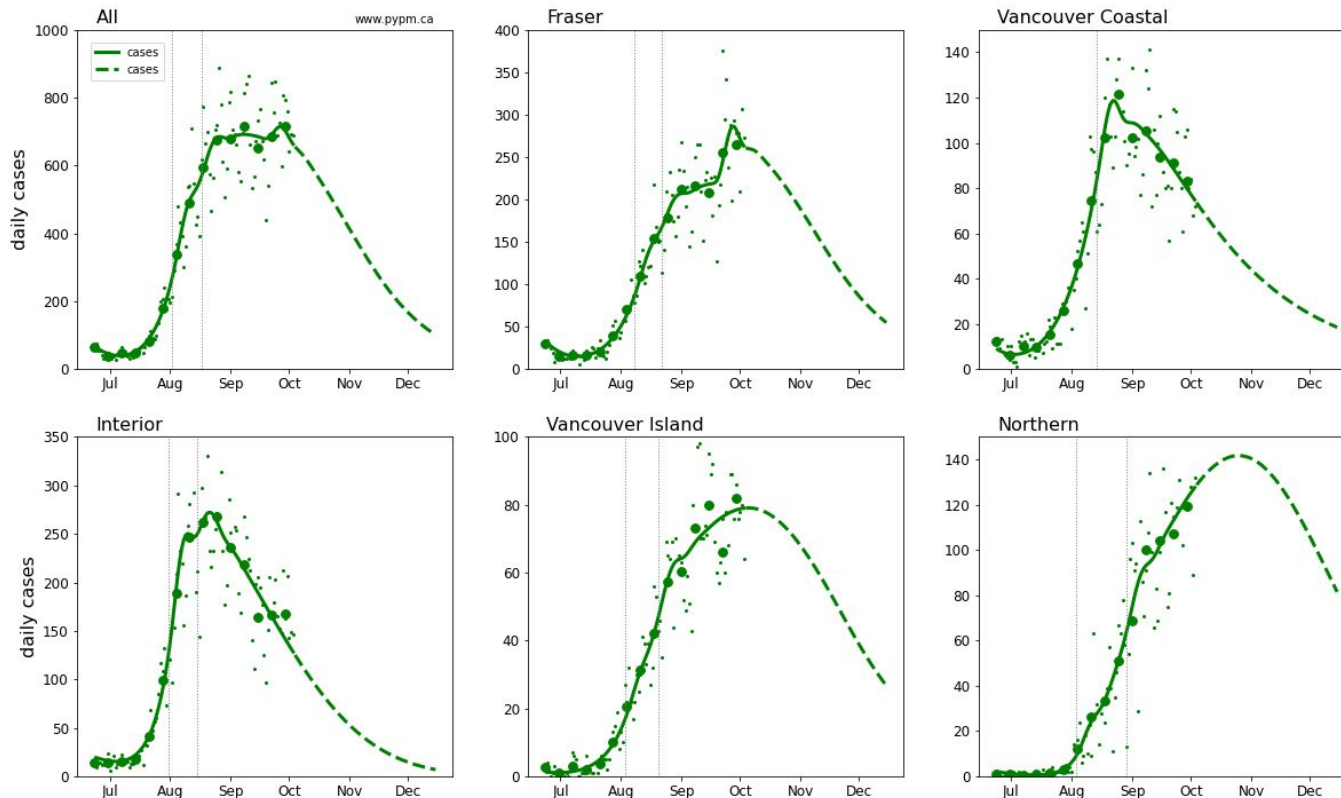 All
www.pypm.ca
Fraser
Vancouver Coastal
1000
800
600
400
200
0
daily cases
cases
cases
Jul Aug Sep Oct Nov Dec
400
350
300
250
200
150
100
50
0
Jul Aug Sep Oct Nov Dec
140
120
100
80
60
40
20
0
Jul Aug Sep Oct Nov Dec
Interior
Vancouver Island
Northern
350
300
250
200
150
100
50
0
daily cases
Jul Aug Sep Oct Nov Dec
100
80
60
40
20
0
Jul Aug Sep Oct Nov Dec
140
120
100
80
60
40
20
0
Jul Aug Sep Oct Nov Dec